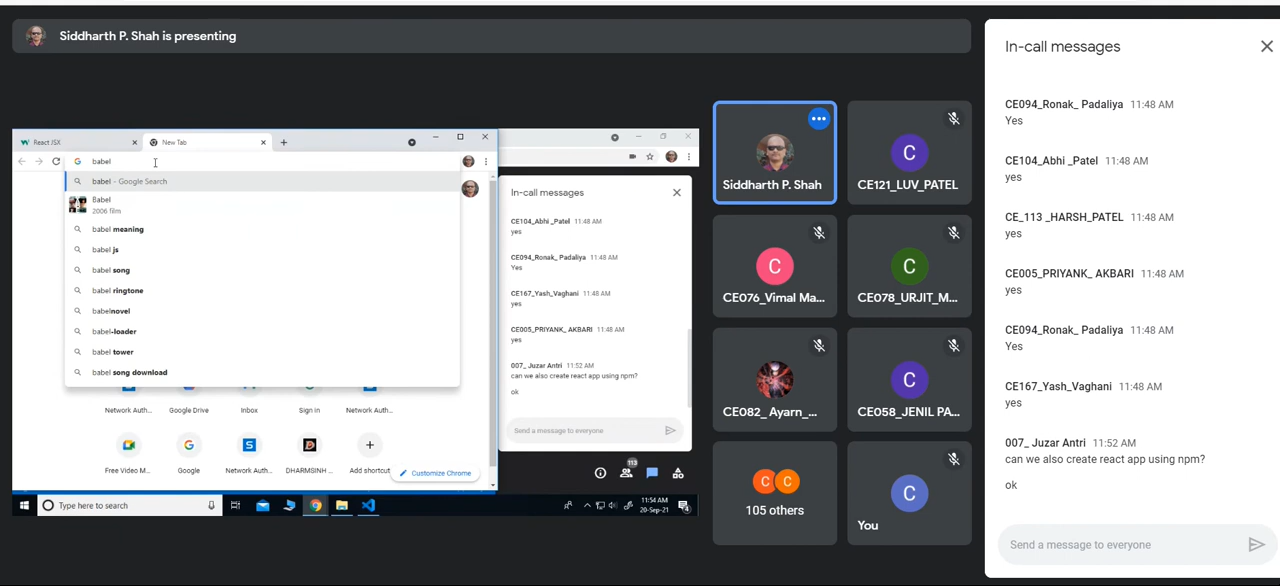 Siddharth P. Shah is presenting
React JSX
New Tab
babel
babel - Google Search
Babel
2006 film
babel meaning
babel js
babel song
babel ringtone
babelnovel
babel-loader
babel tower
babel song download
Network Auth...
Google Drive
Inbox
Sign in
Network Auth...
Free Video M...
Google
Network Auth...
DHARMSINH ...
Add shortcut
Customize Chrome
Type here to search
11:54 AM
20-Sep-21
In-call messages
CE104_Abhi _Patel 11:48 AM
yes
CE094_Ronak_ Padaliya 11:48 AM
Yes
CE167_Yash_Vaghani 11:48 AM
yes
CE005_PRIYANK_ AKBARI 11:48 AM
yes
007_ Juzar Antri 11:52 AM
can we also create react app using npm?
ok
Send a message to everyone
113
Siddharth P. Shah
C
CE121_LUV_PATEL
C
CE076_Vimal Ma...
C
CE078_URJIT_M...
CE082_ Ayarn_...
C
CE058_JENIL PA...
C C
105 others
C
You
In-call messages
CE094_Ronak_ Padaliya 11:48 AM
Yes
CE104_Abhi _Patel 11:48 AM
yes
CE_113 _HARSH_PATEL 11:48 AM
yes
CE005_PRIYANK_ AKBARI 11:48 AM
yes
CE094_Ronak_ Padaliya 11:48 AM
Yes
CE167_Yash_Vaghani 11:48 AM
yes
007_ Juzar Antri 11:52 AM
can we also create react app using npm?
ok
Send a message to everyone